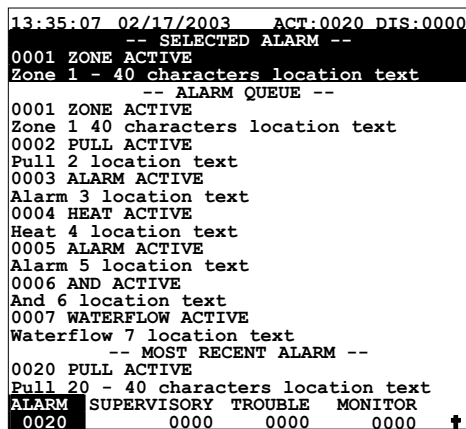 13:35:07 02/17/2003 ACT:0020 DIS:0000
-- SELECTED ALARM --
0001 ZONE ACTIVE
Zone 1 - 40 characters location text
-- ALARM QUEUE --
0001 ZONE ACTIVE
Zone 1 40 characters location text
0002 PULL ACTIVE
Pull 2 location text
0003 ALARM ACTIVE
Alarm 3 location text
0004 HEAT ACTIVE
Heat 4 location text
0005 ALARM ACTIVE
Alarm 5 location text
0006 AND ACTIVE
And 6 location text
0007 WATERFLOW ACTIVE
Waterflow 7 location text
-- MOST RECENT ALARM --
0020 PULL ACTIVE
Pull 20 - 40 characters location text
ALARM SUPERVISORY TROUBLE MONITOR
0020 0000 0000 0000